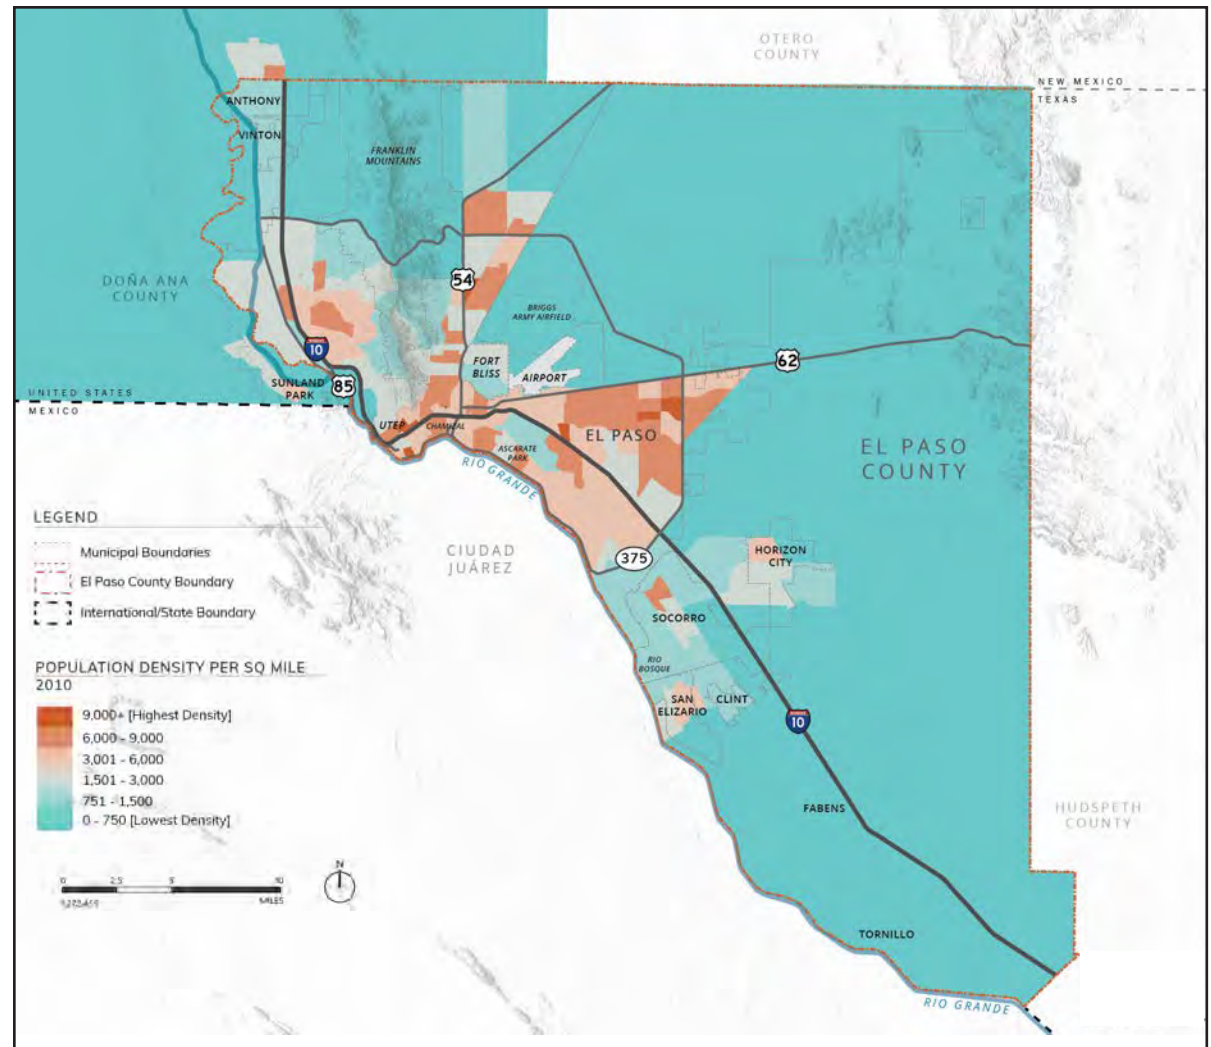 OTERO
COUNTY
NEW MEXICO
TEXAS
ANTHONY
VINTON
FRANKLIN
MOUNTAINS
DOÑA ANA
COUNTY
54
BRIGGS
ARMY AIRFIELD
10
FORT
BLISS
AIRPORT
62
85
SUNLAND
PARK
UNITED STATES
MEXICO
UTEP
CHAMIZAL
EL PASO
ASCARATE
PARK
RIO GRANDE
EL PASO
COUNTY
CIUDAD
JUÁREZ
375
HORIZON
CITY
SOCORRO
RIO
BOSQUE
SAN
ELIZARIO
CLINT
10
FABENS
HUDSPETH
COUNTY
TORNILLO
RIO GRANDE
LEGEND
Municipal Boundaries
El Paso County Boundary
International/State Boundary
POPULATION DENSITY PER SQ MILE
2010
9,000+ [Highest Density]
6,000 - 9,000
3,001 - 6,000
1,501 - 3,000
751 - 1,500
0 - 750 [Lowest Density]
N
0 2.5 5 10
MILES